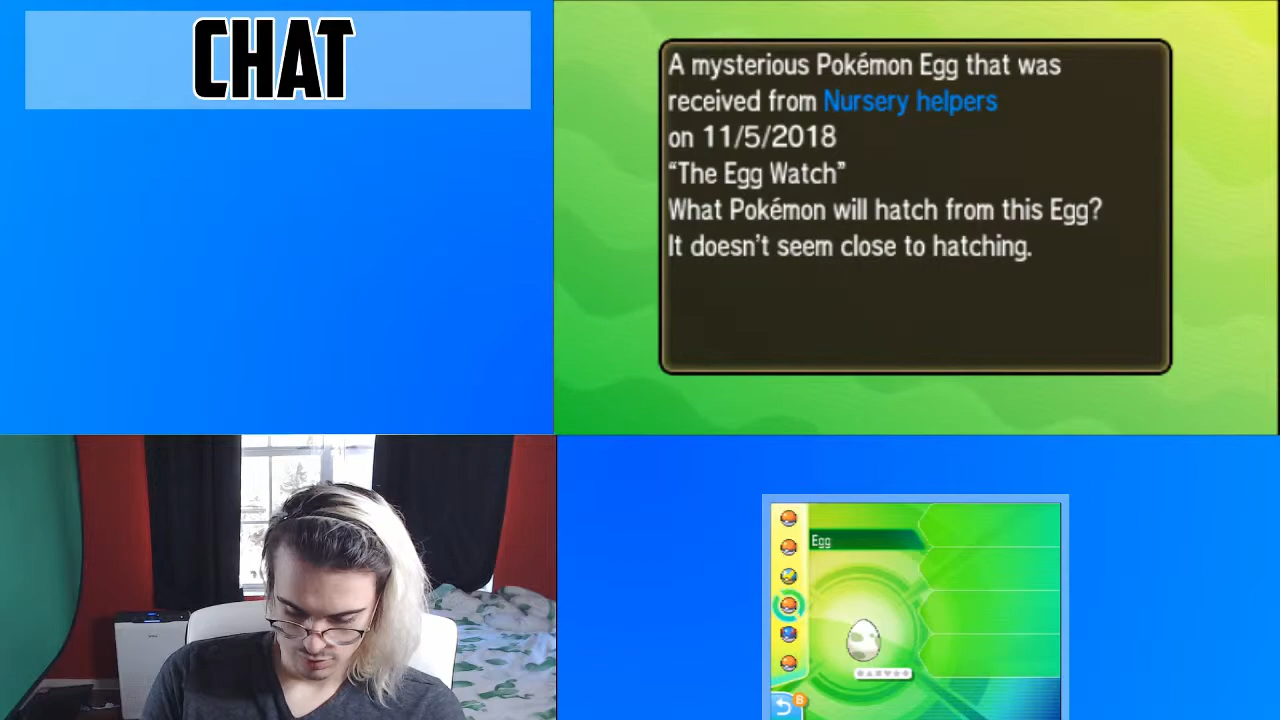 CHAT
A mysterious Pokémon Egg that was
received from Nursery helpers
on 11/5/2018
“The Egg Watch”
What Pokémon will hatch from this Egg?
It doesn't seem close to hatching.
Egg
B